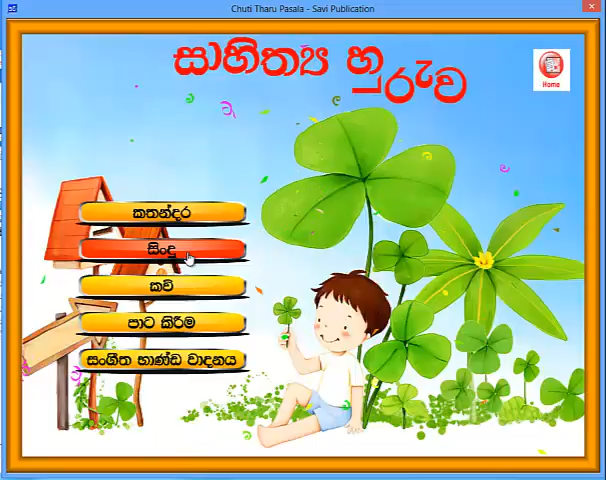 Chuti Tharu Pasala - Savi Publication
සාහිත්‍ය හුරුව
Home
කතන්දර
සිංදු
කවි
පාට කිරීම
සංගීත භාණ්ඩ වාදනය